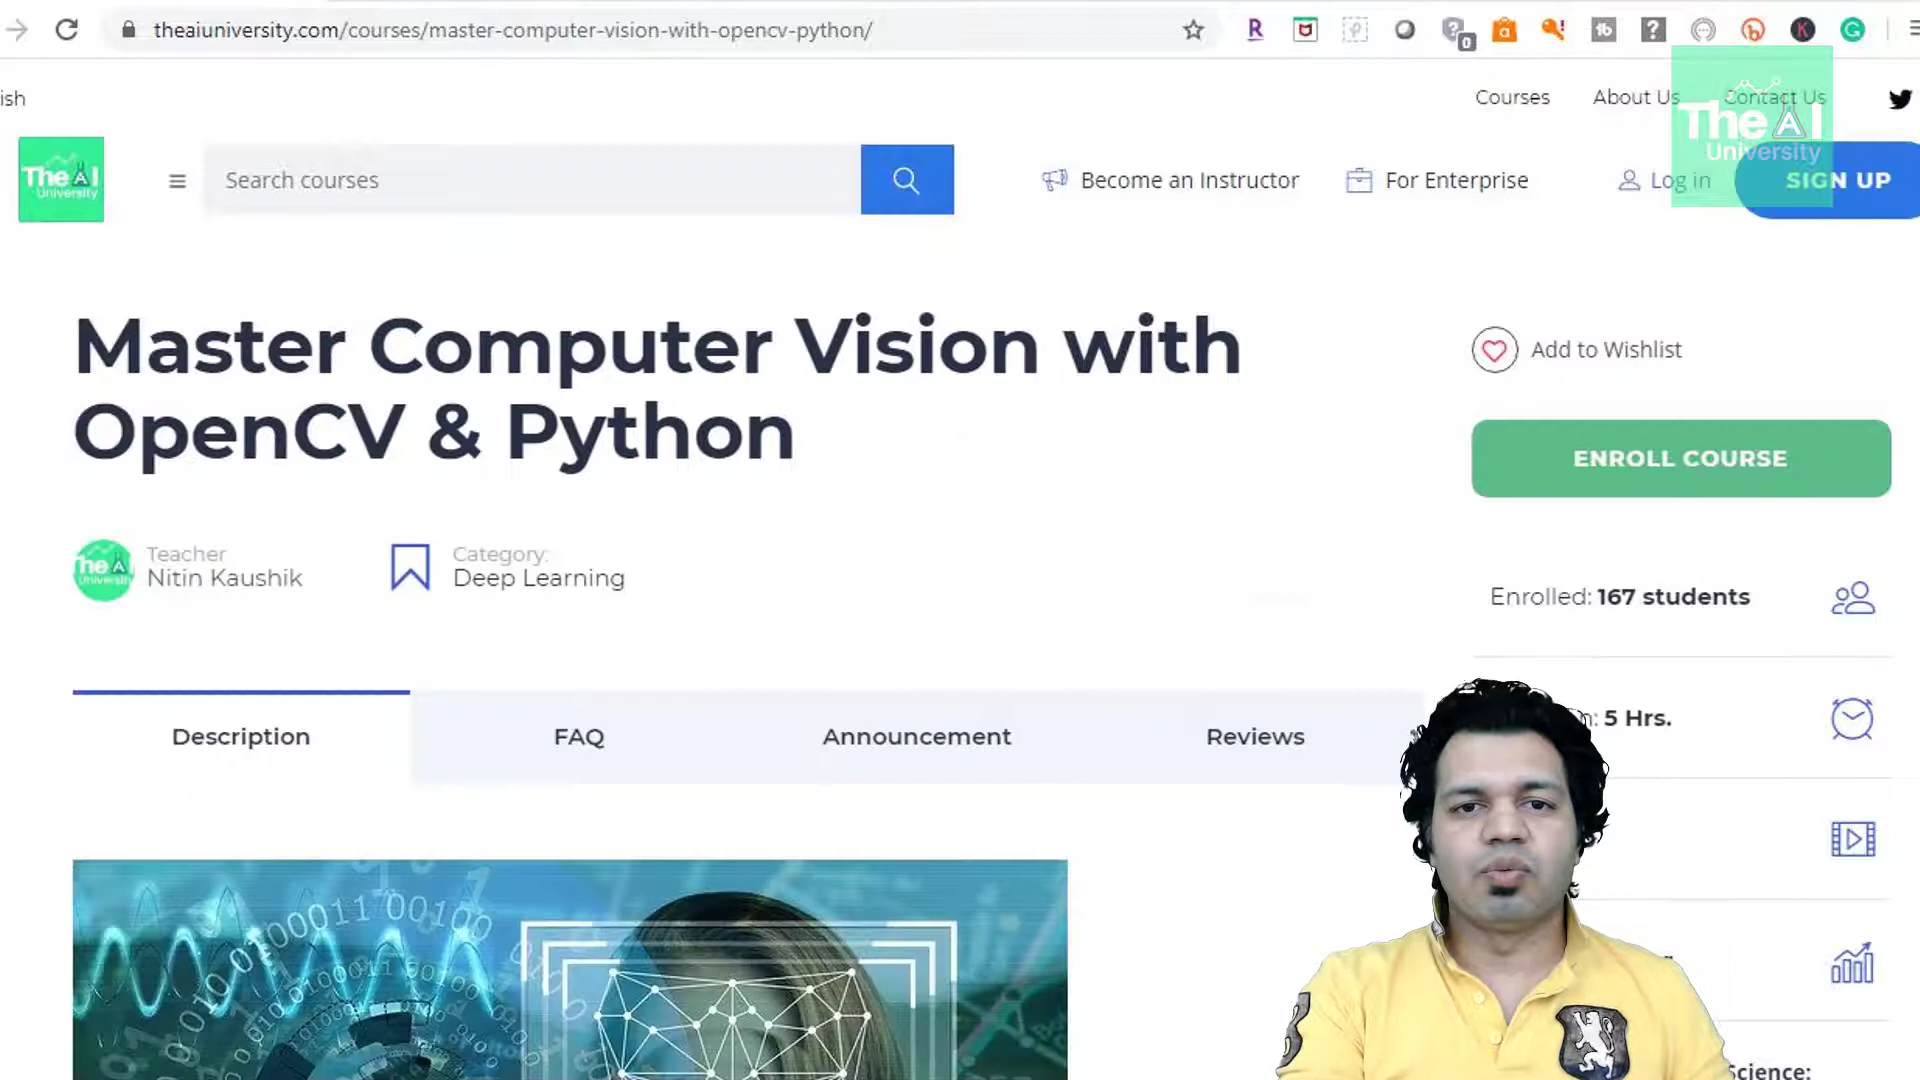 theaiuniversity.com/courses/master-computer-vision-with-opencv-python/
0
ish
Courses About Us Contact Us
The AI
University
The AI
University
Search courses
Become an Instructor
For Enterprise
Log in
SIGN UP
Master Computer Vision with
OpenCV & Python
Add to Wishlist
ENROLL COURSE
Teacher
Nitin Kaushik
Category:
Deep Learning
Enrolled: 167 students
5 Hrs.
Description
FAQ
Announcement
Reviews
Science: